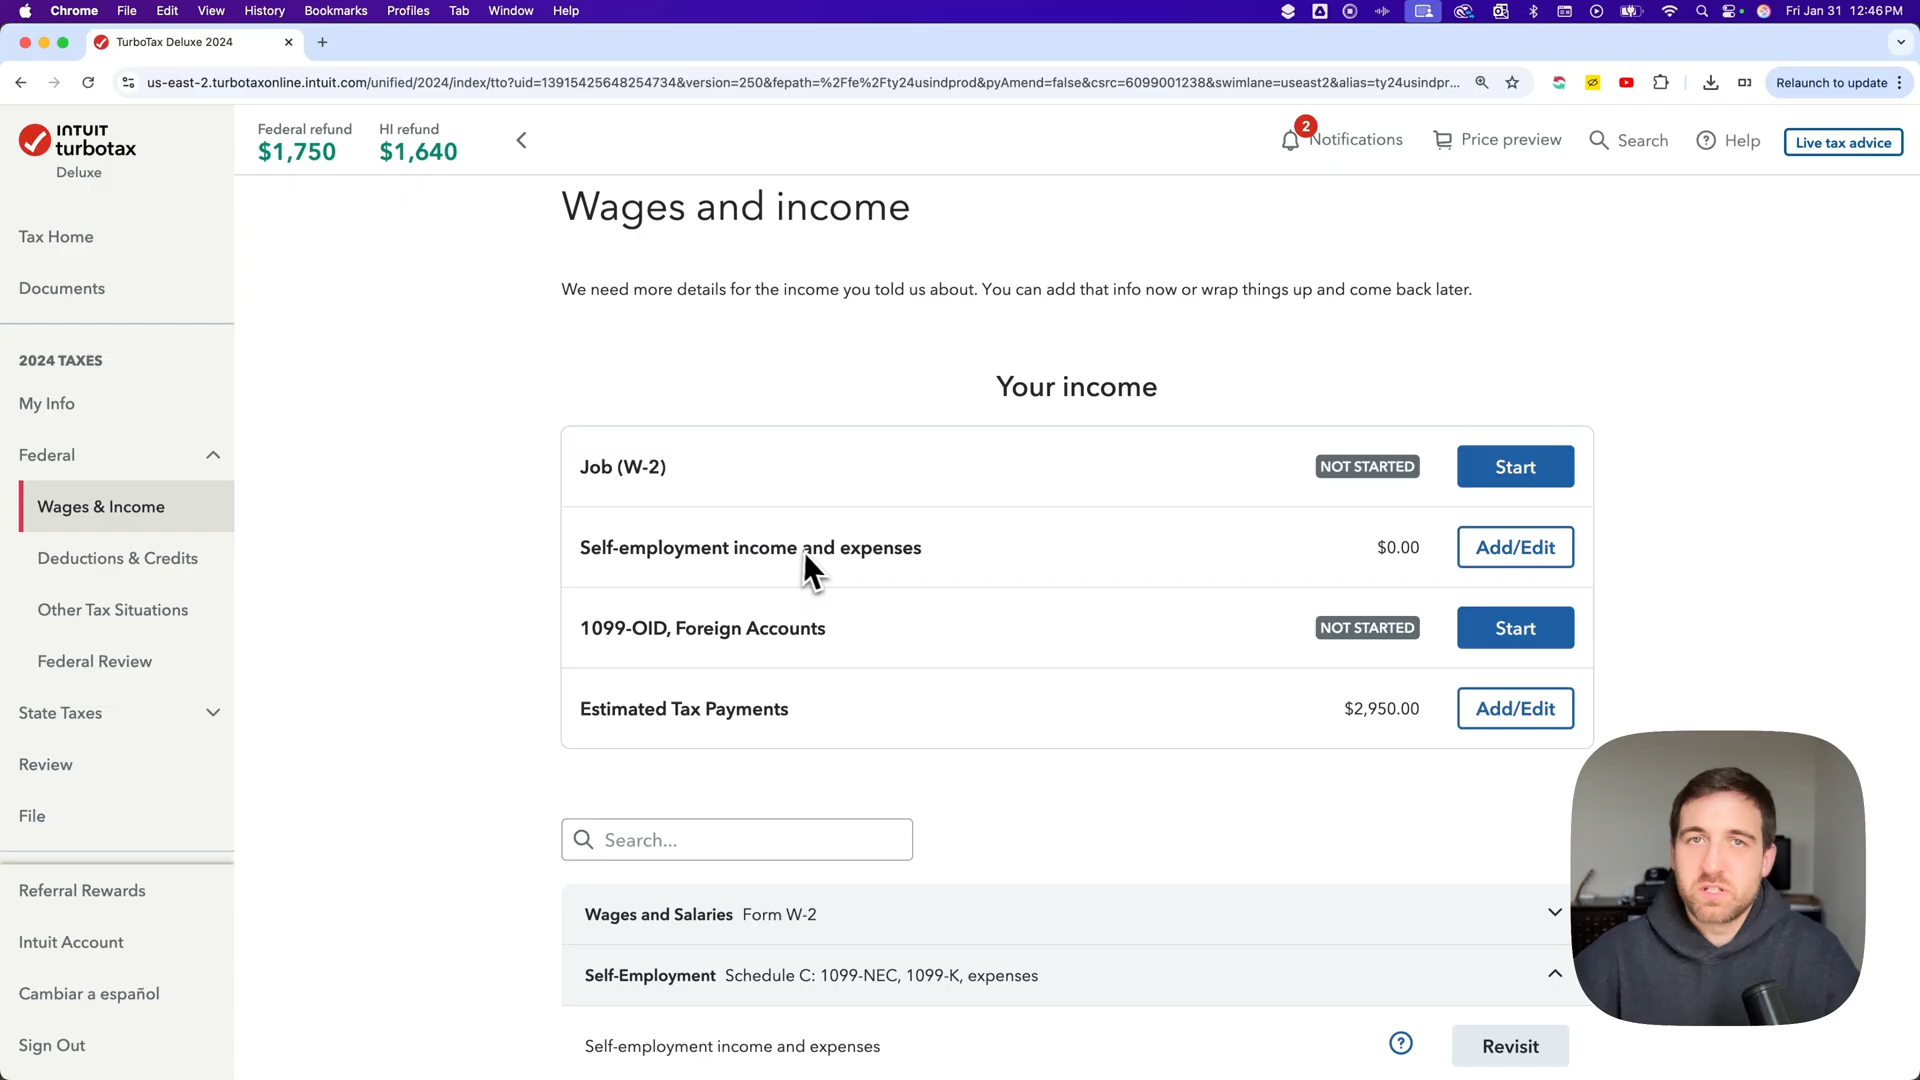 Chrome File Edit View History Bookmarks Profiles Tab Window Help Fri Jan 31 12:46PM
TurboTax Deluxe 2024
us-east-2.turbotaxonline.intuit.com/unified/2024/index/tto?uid=13915425648254734&version=250&fepath=%2Ffe%2Fty24usindprod&pyAmend=false&csrc=6099001238&swimlane=useast2&alias=ty24usindpr...
Relaunch to update
INTUIT
turbotax
Deluxe
Federal refund
$1,750
HI refund
$1,640
2
Notifications
Price preview
Search
Help
Live tax advice
Tax Home
Documents
2024 TAXES
My Info
Federal
Wages & Income
Deductions & Credits
Other Tax Situations
Federal Review
State Taxes
Review
File
Referral Rewards
Intuit Account
Cambiar a español
Sign Out
Wages and income
We need more details for the income you told us about. You can add that info now or wrap things up and come back later.
Your income
Job (W-2) NOT STARTED Start
Self-employment income and expenses $0.00 Add/Edit
1099-OID, Foreign Accounts NOT STARTED Start
Estimated Tax Payments $2,950.00 Add/Edit
Search...
Wages and Salaries Form W-2
Self-Employment Schedule C: 1099-NEC, 1099-K, expenses
Self-employment income and expenses ? Revisit